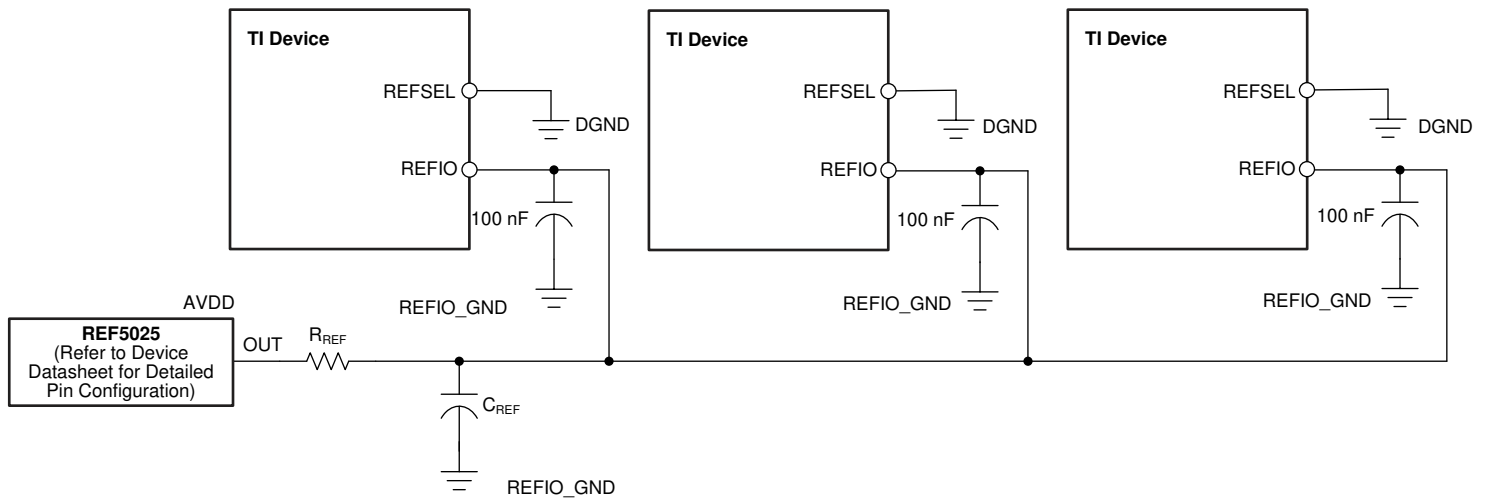 TI Device
REFSEL
DGND
REFIO
100 nF
REFIO_GND
TI Device
REFSEL
DGND
REFIO
100 nF
REFIO_GND
TI Device
REFSEL
DGND
REFIO
100 nF
REFIO_GND
AVDD
REF5025
(Refer to Device
Datasheet for Detailed
Pin Configuration)
OUT
RREF
CREF
REFIO_GND